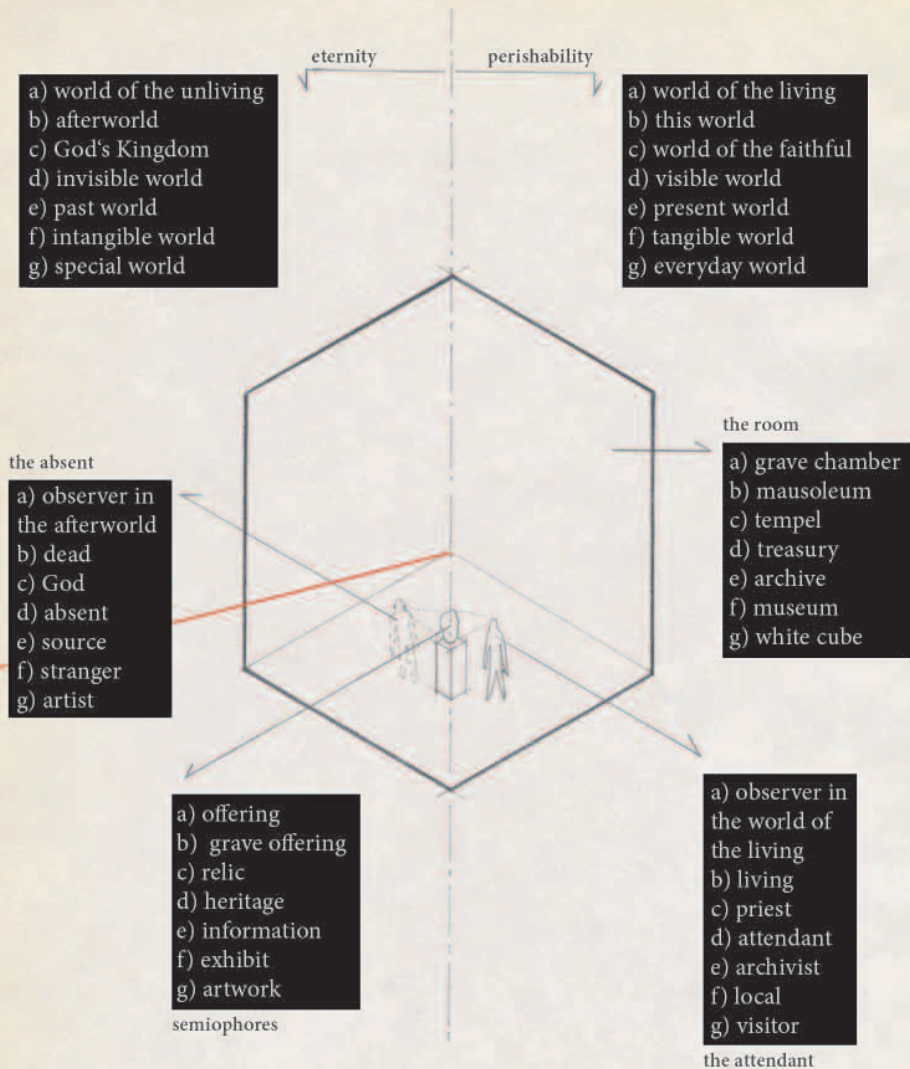 eternity
perishability
a) world of the unliving
b) afterworld
c) God‘s Kingdom
d) invisible world
e) past world
f) intangible world
g) special world
a) world of the living
b) this world
c) world of the faithful
d) visible world
e) present world
f) tangible world
g) everyday world
the room
a) grave chamber
b) mausoleum
c) tempel
d) treasury
e) archive
f) museum
g) white cube
the absent
a) observer in
the afterworld
b) dead
c) God
d) absent
e) source
f) stranger
g) artist
a) offering
b) grave offering
c) relic
d) heritage
e) information
f) exhibit
g) artwork
semiophores
a) observer in
the world of
the living
b) living
c) priest
d) attendant
e) archivist
f) local
g) visitor
the attendant